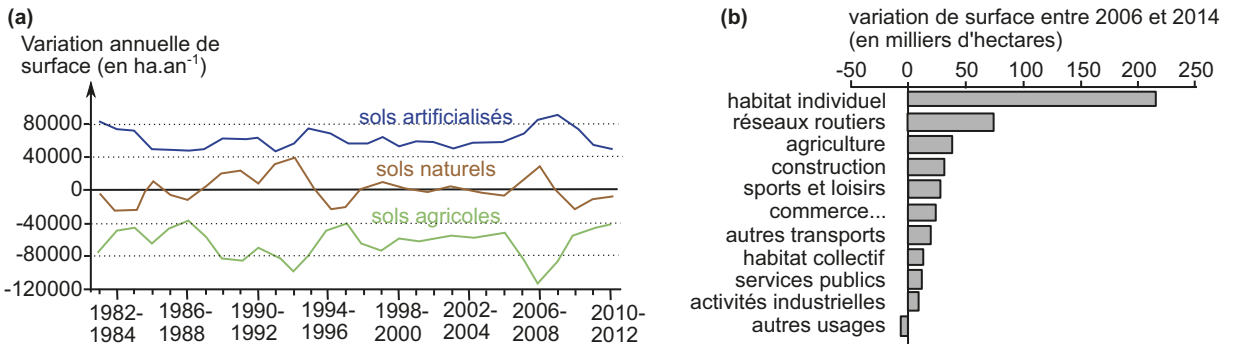 (a)
Variation annuelle de
surface (en ha.an-1)
80000
40000
0
-40000
-80000
-120000
sols artificialisés
sols naturels
sols agricoles
1982-
1984
1986-
1988
1990-
1992
1994-
1996
1998-
2000
2002-
2004
2006-
2008
2010-
2012
(b)
variation de surface entre 2006 et 2014
(en milliers d'hectares)
-50 0 50 100 150 200 250
habitat individuel
réseaux routiers
agriculture
construction
sports et loisirs
commerce...
autres transports
habitat collectif
services publics
activités industrielles
autres usages